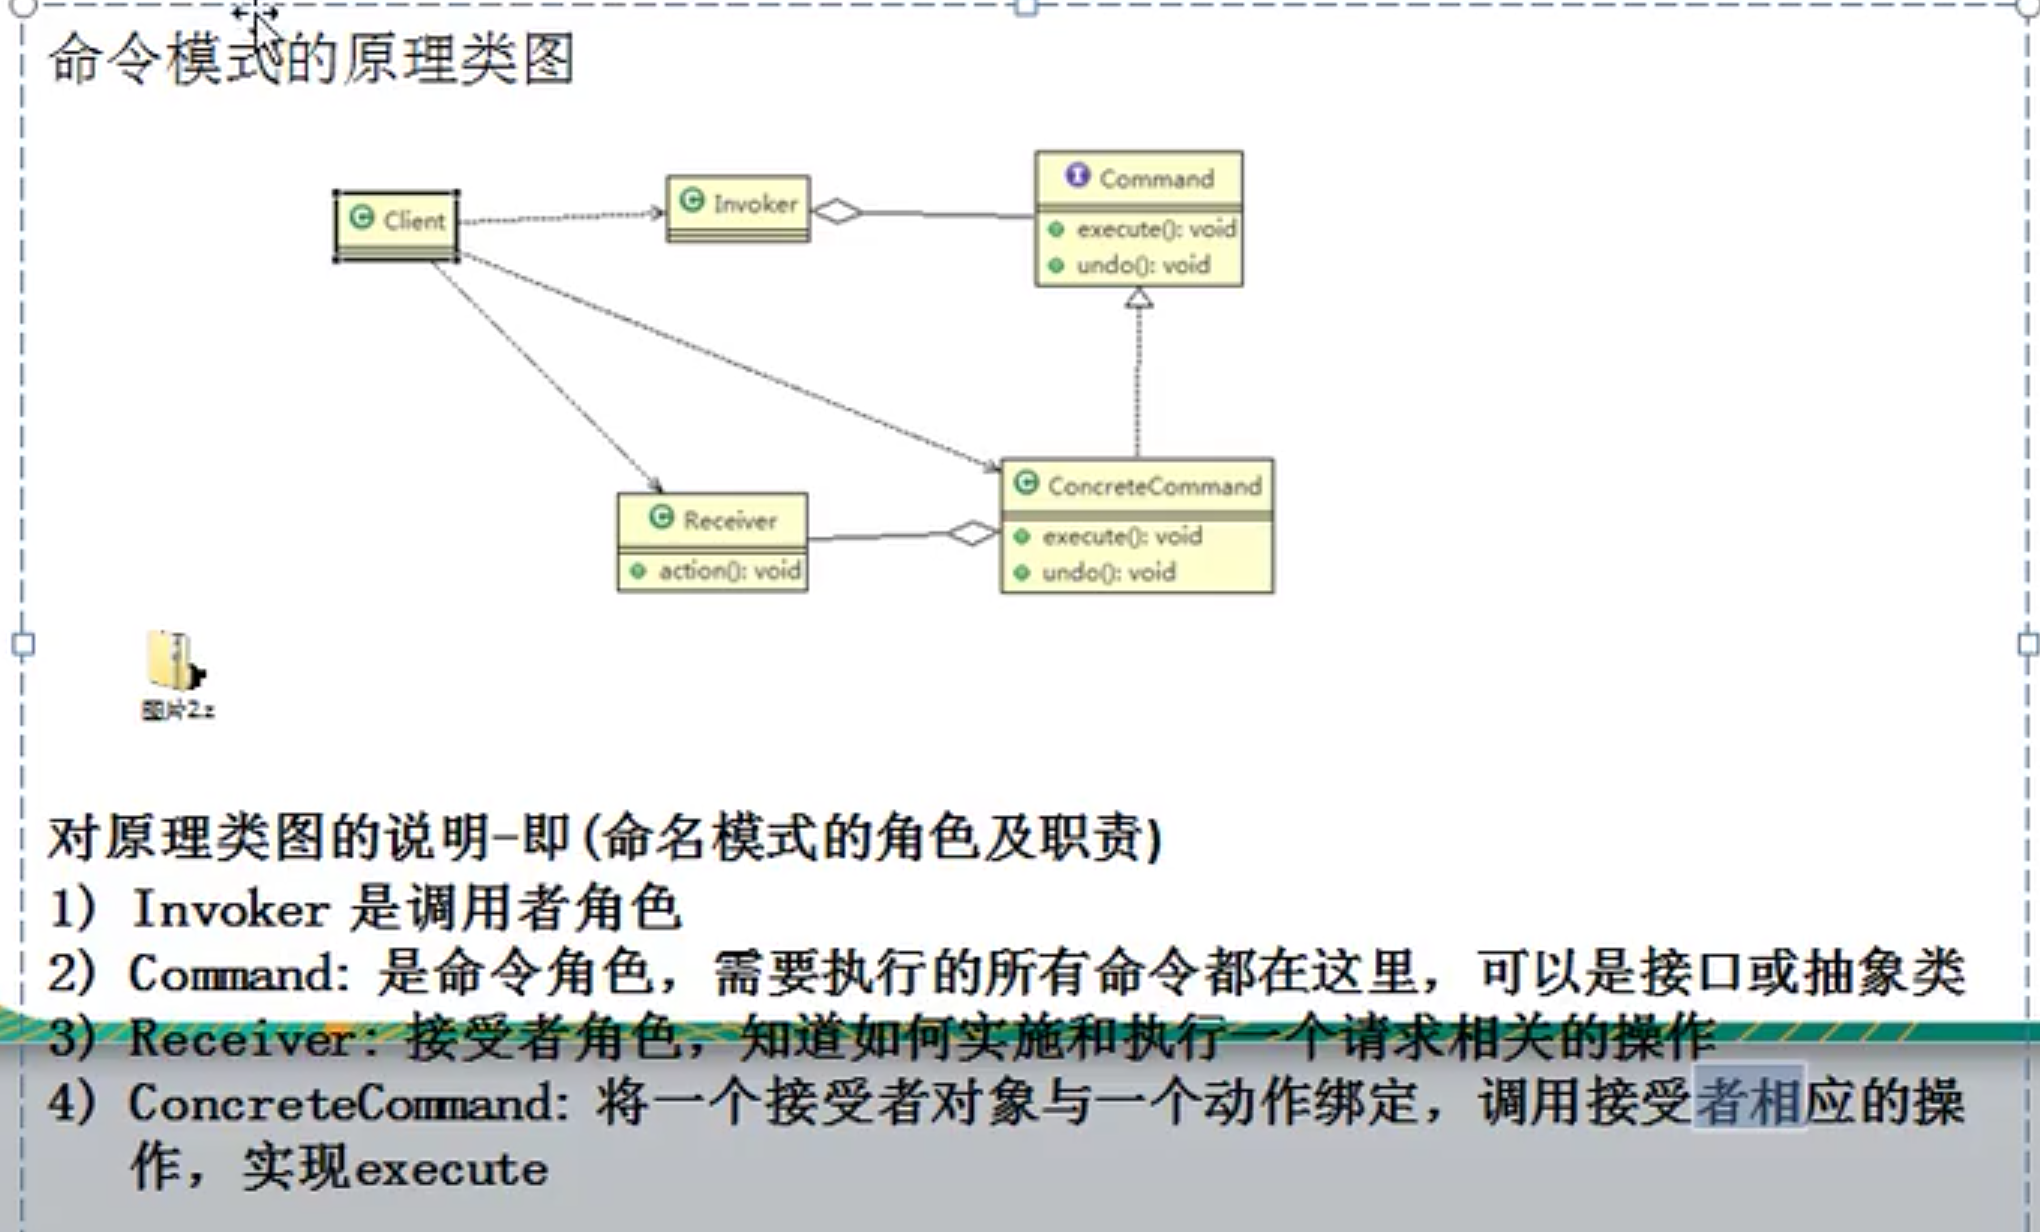 命令模式的原理类图
Client
Invoker
Command
execute(): void
undo(): void
Receiver
action(): void
ConcreteCommand
execute(): void
undo(): void
图片2.z
对原理类图的说明-即(命名模式的角色及职责)
1) Invoker 是调用者角色
2) Command: 是命令角色，需要执行的所有命令都在这里，可以是接口或抽象类
3) Receiver: 接受者角色，知道如何实施和执行一个请求相关的操作
4) ConcreteCommand: 将一个接受者对象与一个动作绑定，调用接受者相应的操
作，实现execute